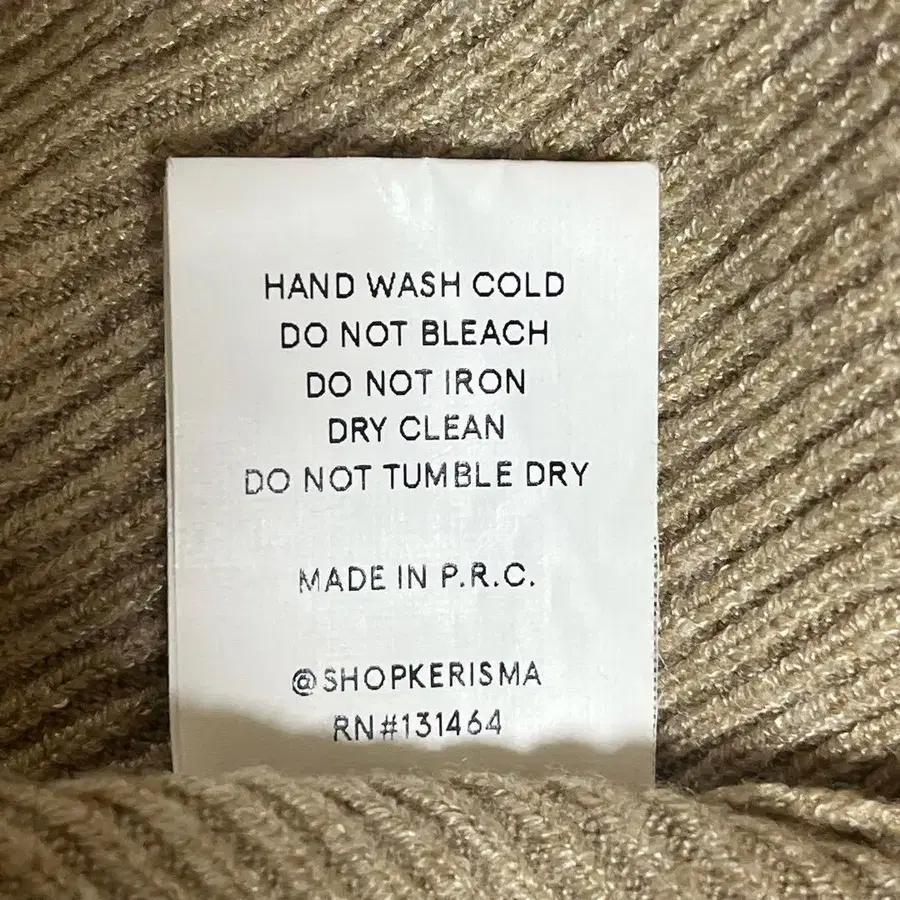 HAND WASH COLD
DO NOT BLEACH
DO NOT IRON
DRY CLEAN
DO NOT TUMBLE DRY
MADE IN P.R.C.
@SHOPKERISMA
RN#131464